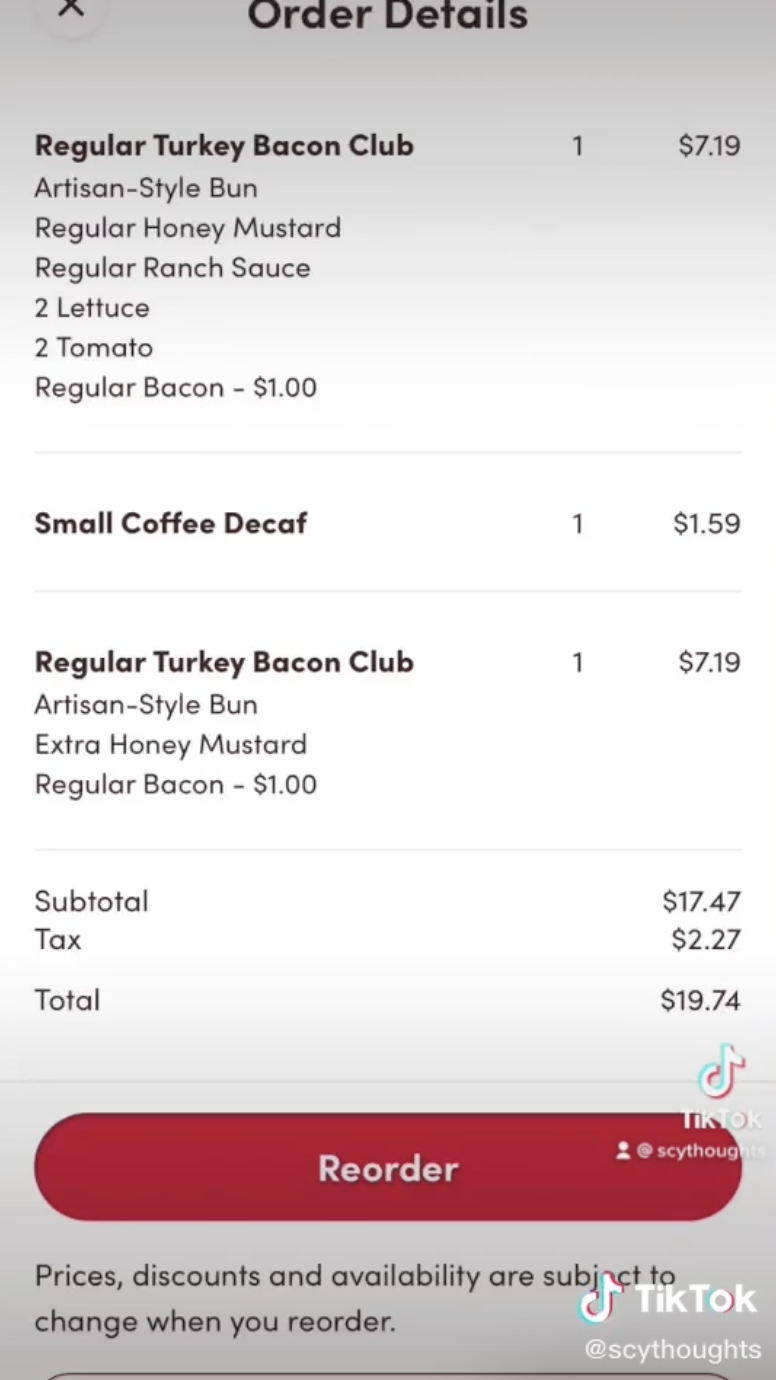 Order Details
Regular Turkey Bacon Club 1 $7.19
Artisan-Style Bun
Regular Honey Mustard
Regular Ranch Sauce
2 Lettuce
2 Tomato
Regular Bacon - $1.00
Small Coffee Decaf 1 $1.59
Regular Turkey Bacon Club 1 $7.19
Artisan-Style Bun
Extra Honey Mustard
Regular Bacon - $1.00
Subtotal $17.47
Tax $2.27
Total $19.74
TikTok
@scythoughts
Reorder
Prices, discounts and availability are subject to
change when you reorder.
TikTok
@scythoughts